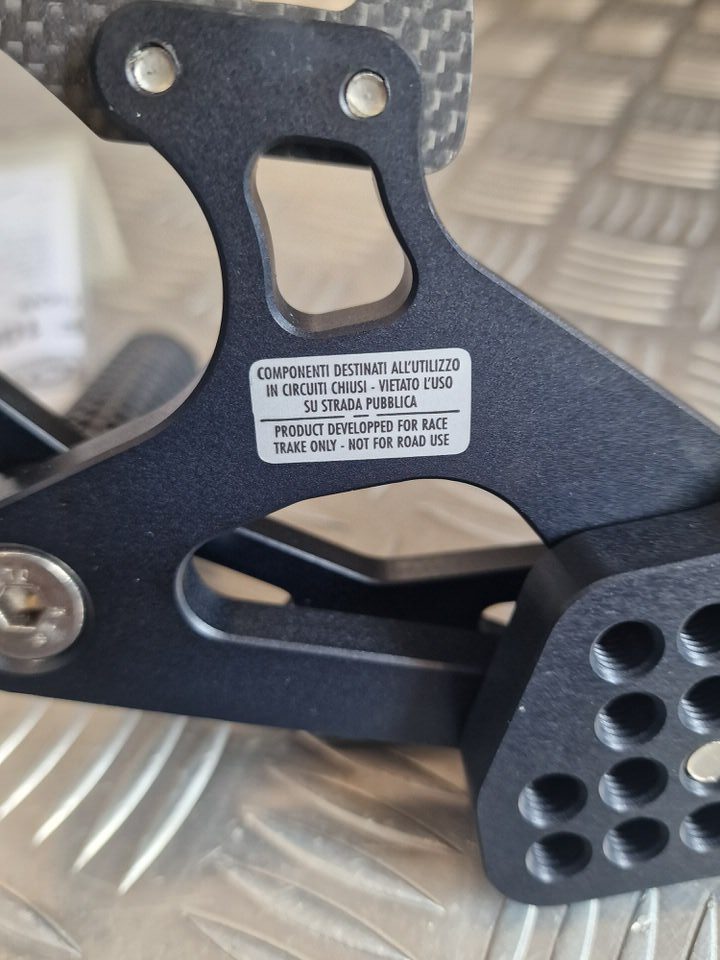 COMPONENTI DESTINATI ALL'UTILIZZO
IN CIRCUITI CHIUSI - VIETATO L'USO
SU STRADA PUBBLICA
PRODUCT DEVELOPPED FOR RACE
TRAKE ONLY - NOT FOR ROAD USE